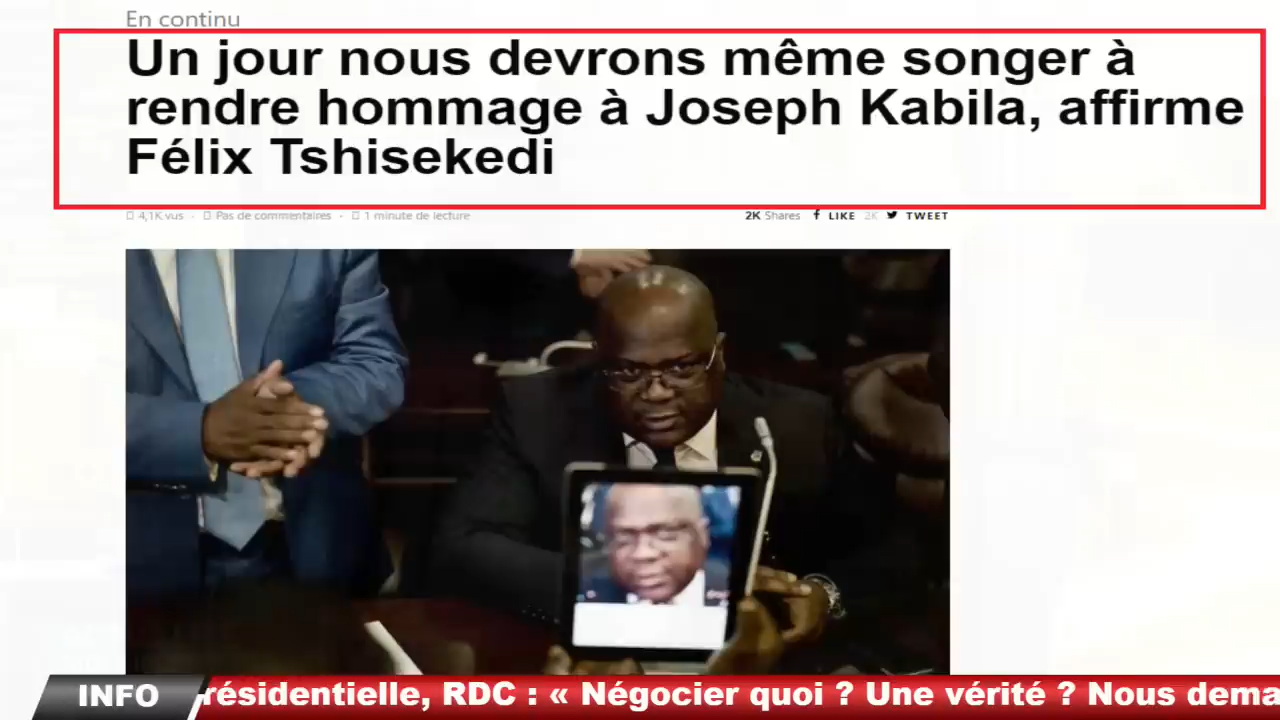 En continu
Un jour nous devrons même songer à
rendre hommage à Joseph Kabila, affirme
Félix Tshisekedi
4,1K vus · Pas de commentaires · 1 minute de lecture
2K Shares f LIKE 2K TWEET
INFO résidentielle, RDC : « Négocier quoi ? Une vérité ? Nous dema